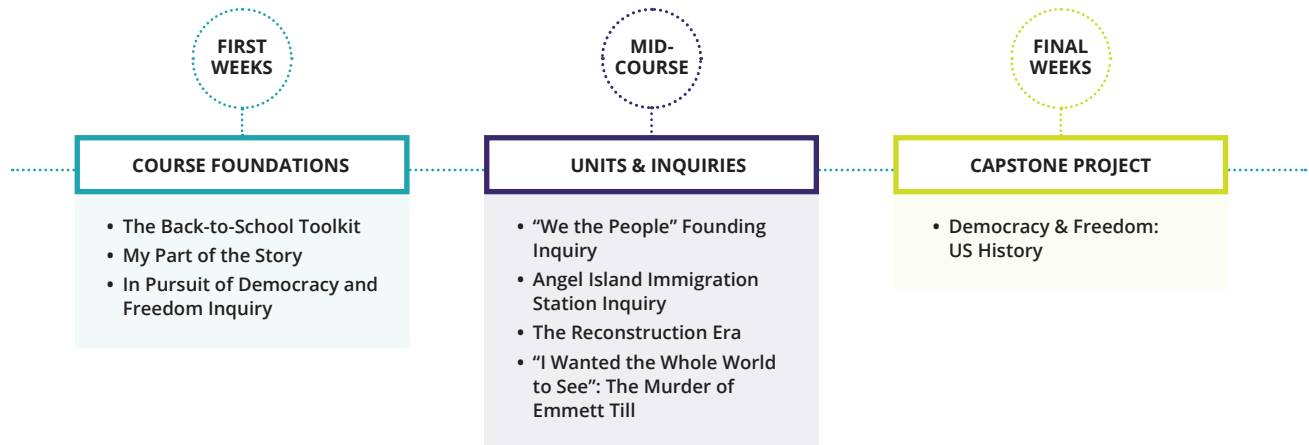 FIRST
WEEKS
COURSE FOUNDATIONS
• The Back-to-School Toolkit
• My Part of the Story
• In Pursuit of Democracy and
Freedom Inquiry
MID-
COURSE
UNITS & INQUIRIES
• “We the People” Founding
Inquiry
• Angel Island Immigration
Station Inquiry
• The Reconstruction Era
• “I Wanted the Whole World
to See”: The Murder of
Emmett Till
FINAL
WEEKS
CAPSTONE PROJECT
• Democracy & Freedom:
US History